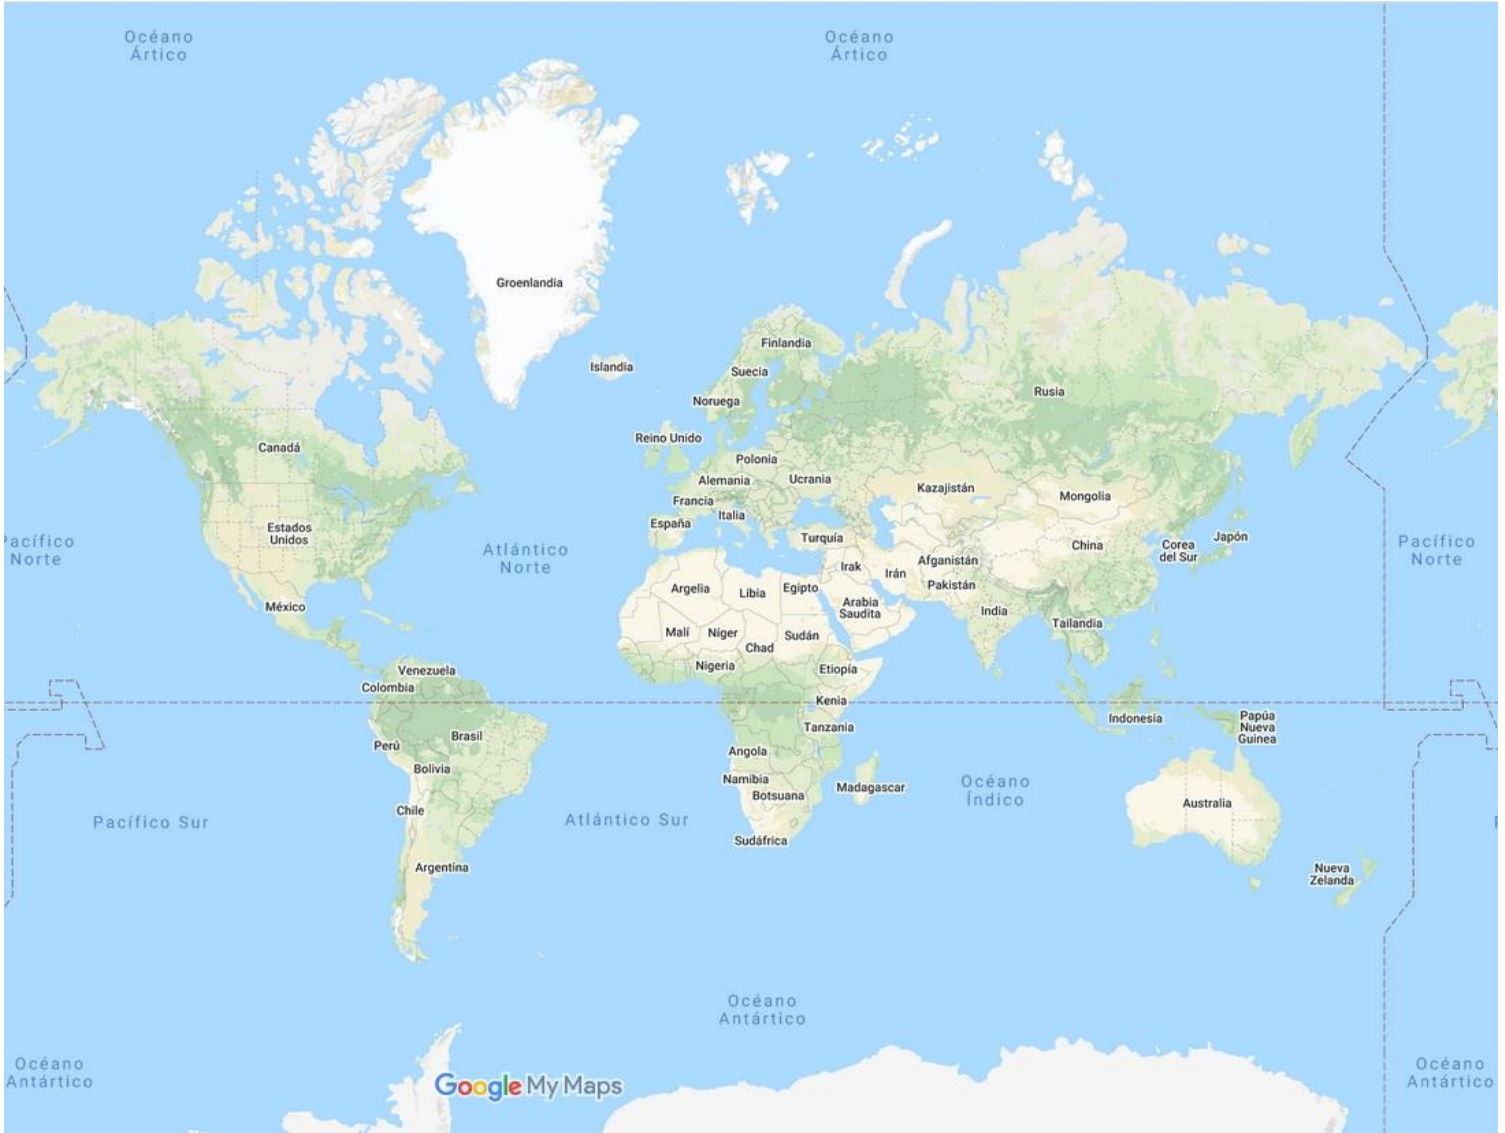 Océano
Ártico
Océano
Ártico
Groenlandia
Finlandia
Islandia
Suecia
Rusia
Noruega
Reino Unido
Canadá
Polonia
Alemania
Ucrania
Kazajistán
Mongolia
Francia
Italia
España
Estados
Unidos
Turquía
Japón
Corea
del Sur
China
Pacífico
Norte
Atlántico
Norte
Pacífico
Norte
Afganistán
Irak
Irán
Pakistán
Argelia
Libia
Egipto
Arabia
Saudita
México
India
Tailandia
Malí
Níger
Sudán
Chad
Nigeria
Etiopía
Venezuela
Colombia
Kenia
Indonesia
Papúa
Nueva
Guinea
Tanzania
Brasil
Perú
Angola
Bolivia
Namibia
Botsuana
Madagascar
Océano
Índico
Australia
Chile
Pacífico Sur
Atlántico Sur
Sudáfrica
Argentina
Nueva
Zelanda
Océano
Antártico
Océano
Antártico
Océano
Antártico
Google My Maps